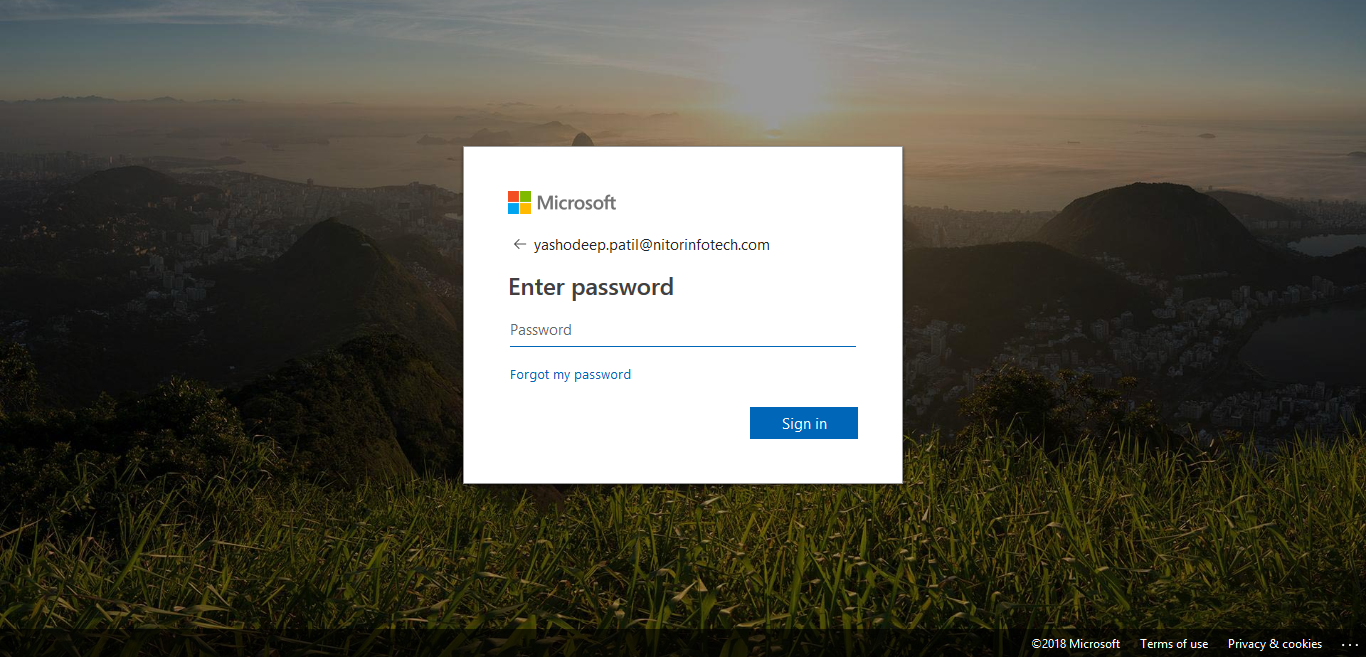 Microsoft
← yashodeep.patil@nitorinfotech.com
Enter password
Password
Forgot my password
Sign in
©2018 Microsoft Terms of use Privacy & cookies ...